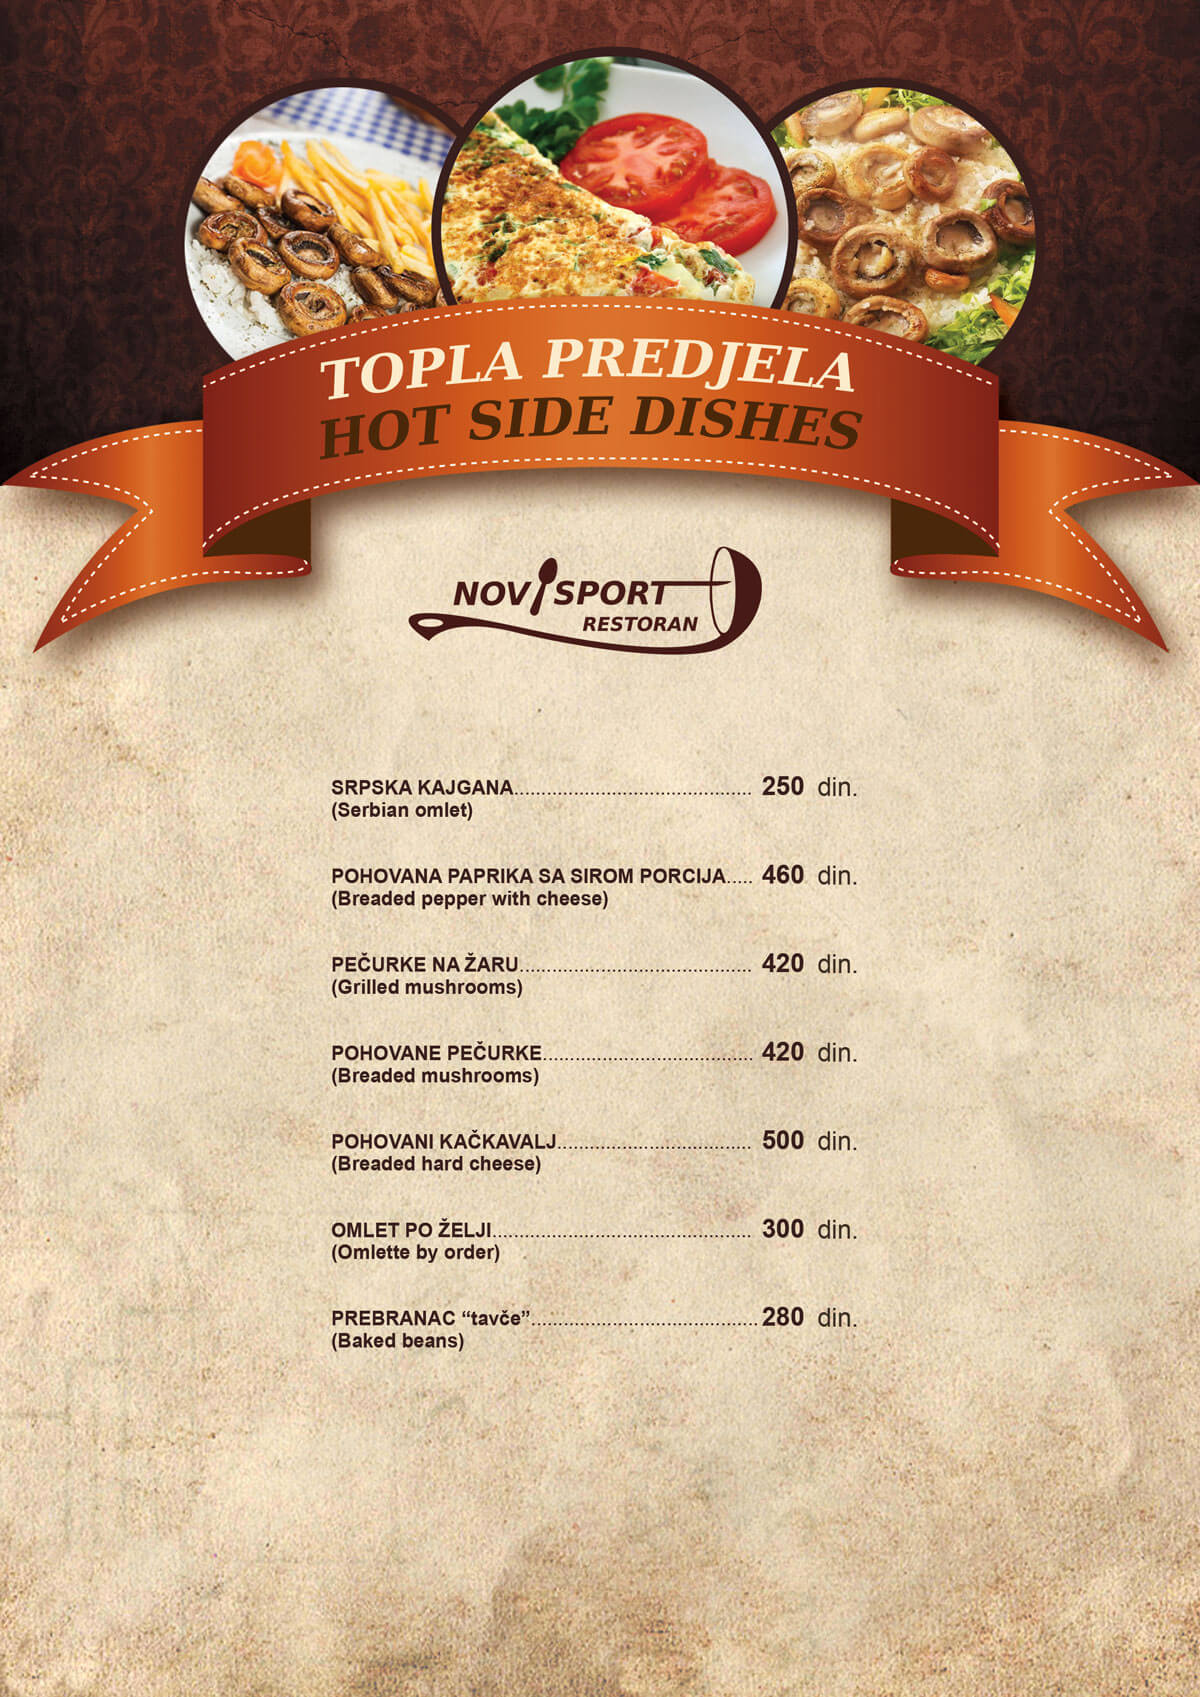 TOPLA PREDJELA
HOT SIDE DISHES
NOVI SPORT
RESTORAN
SRPSKA KAJGANA............................................ 250 din.
(Serbian omlet)
POHOVANA PAPRIKA SA SIROM PORCIJA..... 460 din.
(Breaded pepper with cheese)
PEČURKE NA ŽARU........................................... 420 din.
(Grilled mushrooms)
POHOVANE PEČURKE....................................... 420 din.
(Breaded mushrooms)
POHOVANI KAČKAVALJ.................................... 500 din.
(Breaded hard cheese)
OMLET PO ŽELJI................................................ 300 din.
(Omlette by order)
PREBRANAC “tavče”.......................................... 280 din.
(Baked beans)